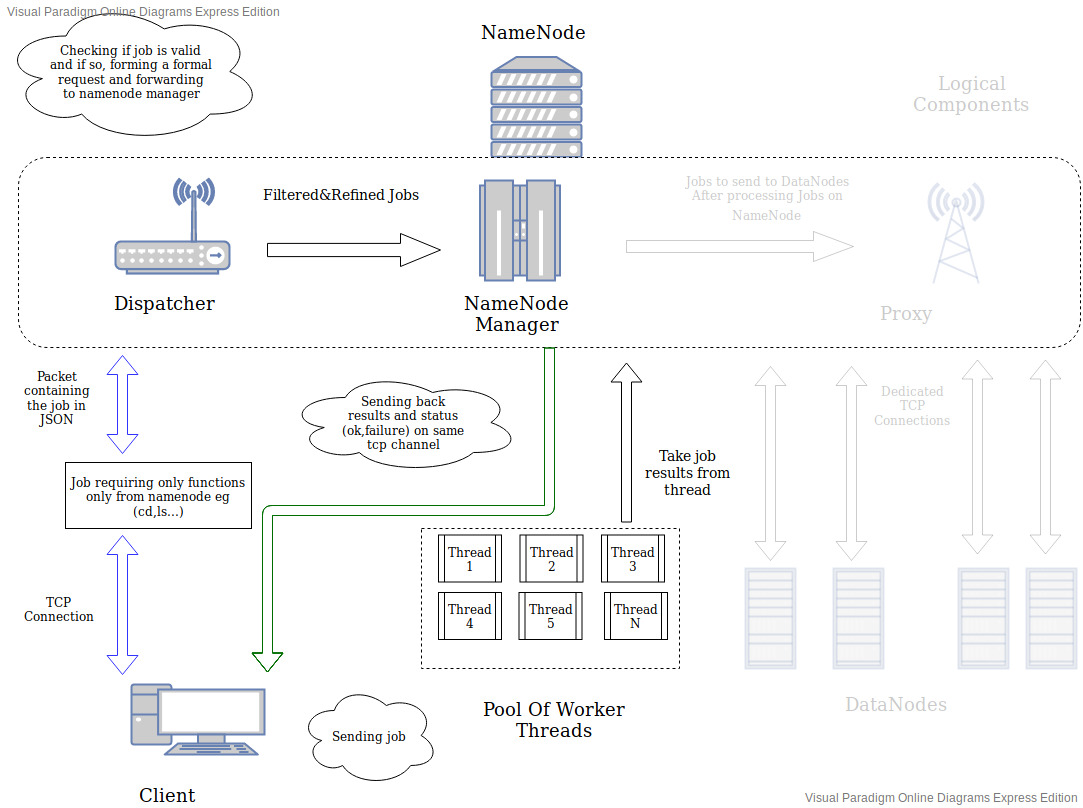 Visual Paradigm Online Diagrams Express Edition
NameNode
Checking if job is valid
and if so, forming a formal
request and forwarding
to namenode manager
Logical
Components
Filtered&Refined Jobs
Jobs to send to DataNodes
After processing Jobs on
NameNode
Dispatcher
NameNode
Manager
Proxy
Packet
containing
the job in
JSON
Sending back
results and status
(ok,failure) on same
tcp channel
Take job
results from
thread
Dedicated
TCP
Connections
Job requiring only functions
only from namenode eg
(cd,ls...)
TCP
Connection
Thread
1
Thread
2
Thread
3
Thread
4
Thread
5
Thread
N
Pool Of Worker
Threads
DataNodes
Sending job
Client
Visual Paradigm Online Diagrams Express Edition